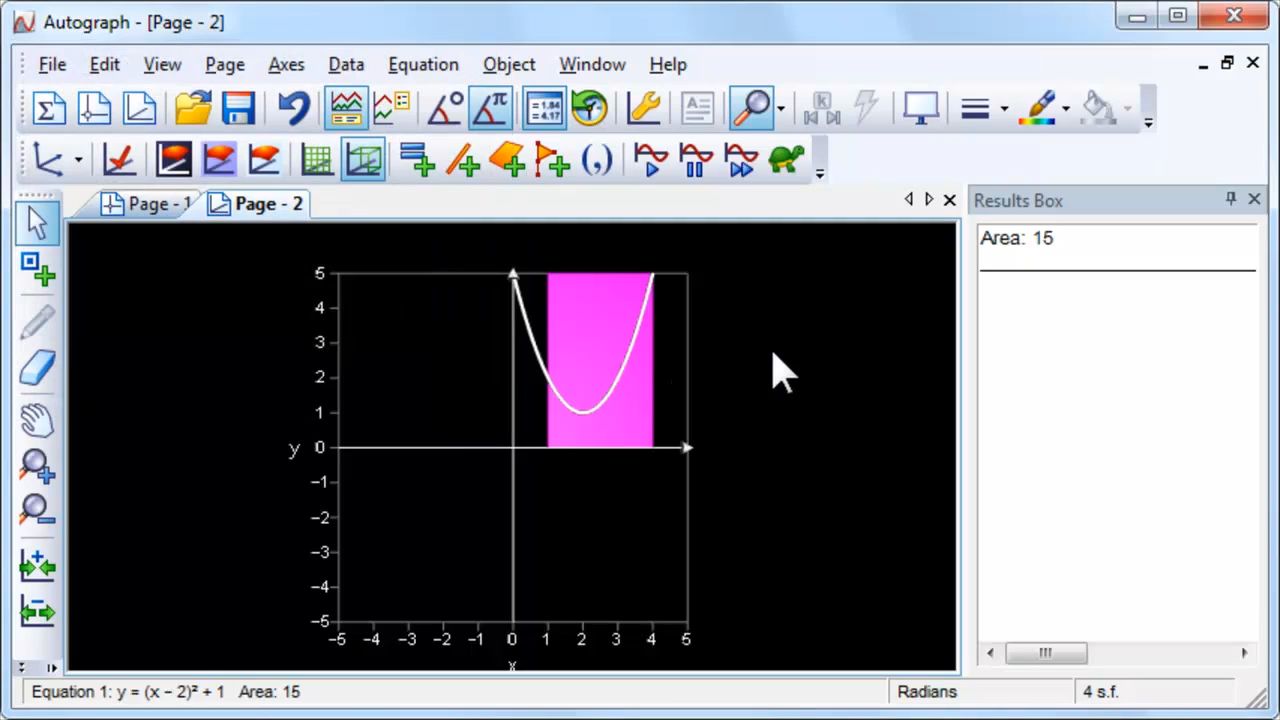 Autograph - [Page - 2]
File Edit View Page Axes Data Equation Object Window Help
Page - 1 Page - 2
Results Box
Area: 15
5
4
3
2
1
y 0
−1
−2
−3
−4
−5
−5 −4 −3 −2 −1 0 1 2 3 4 5
x
Equation 1: y = (x − 2)² + 1 Area: 15 Radians 4 s.f.